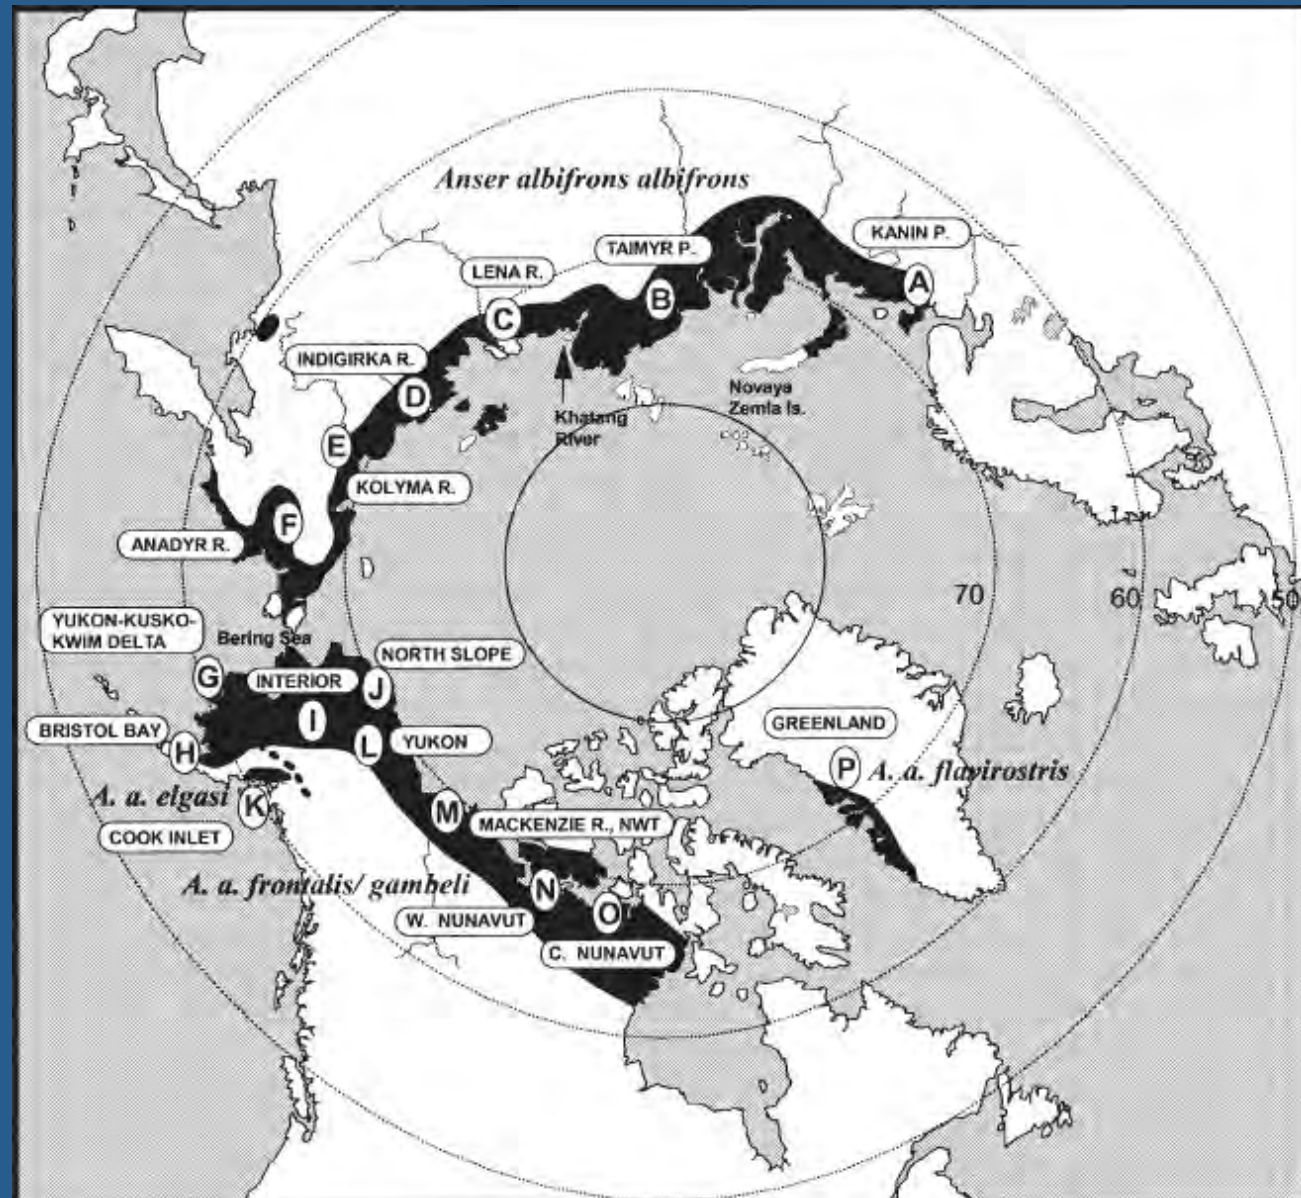 Anser albifrons albifrons
KANIN P.
TAIMYR P.
LENA R.
A
B
C
INDIGIRKA R.
D
Novaya
Zemla Is.
Khatang
River
E
KOLYMA R.
F
ANADYR R.
70
60
50
YUKON-KUSKO-
KWIM DELTA
Bering Sea
NORTH SLOPE
G
INTERIOR
J
BRISTOL BAY
H
I
L
YUKON
GREENLAND
P
A. a. flavirostris
A. a. elgasi
K
M
COOK INLET
MACKENZIE R., NWT
A. a. frontalis/ gambeli
N
O
W. NUNAVUT
C. NUNAVUT